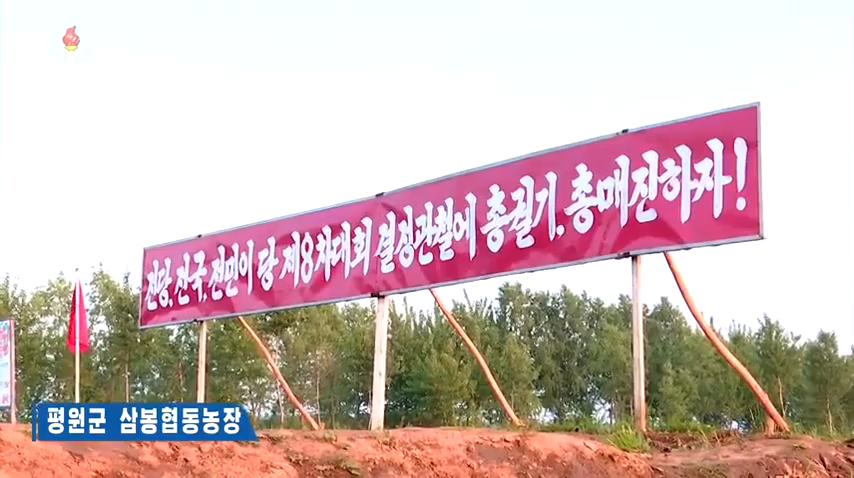 전당, 전국, 전민이 당 제8차대회 결정관철에 총궐기, 총매진하자!
평원군 삼봉협동농장